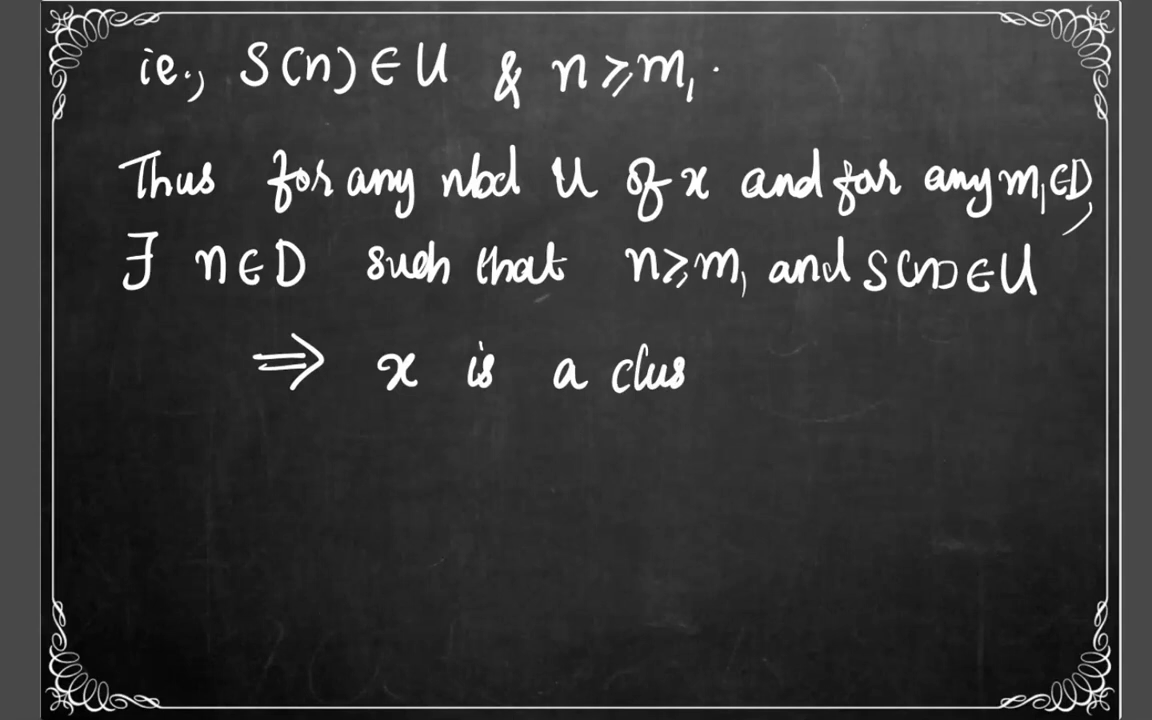 ie., S(n) ∈ U & n ≥ m₁.
Thus for any nbd U of x and for any m₁ ∈ D,
∃ n ∈ D such that n ≥ m₁ and S(n) ∈ U
⇒ x is a clus